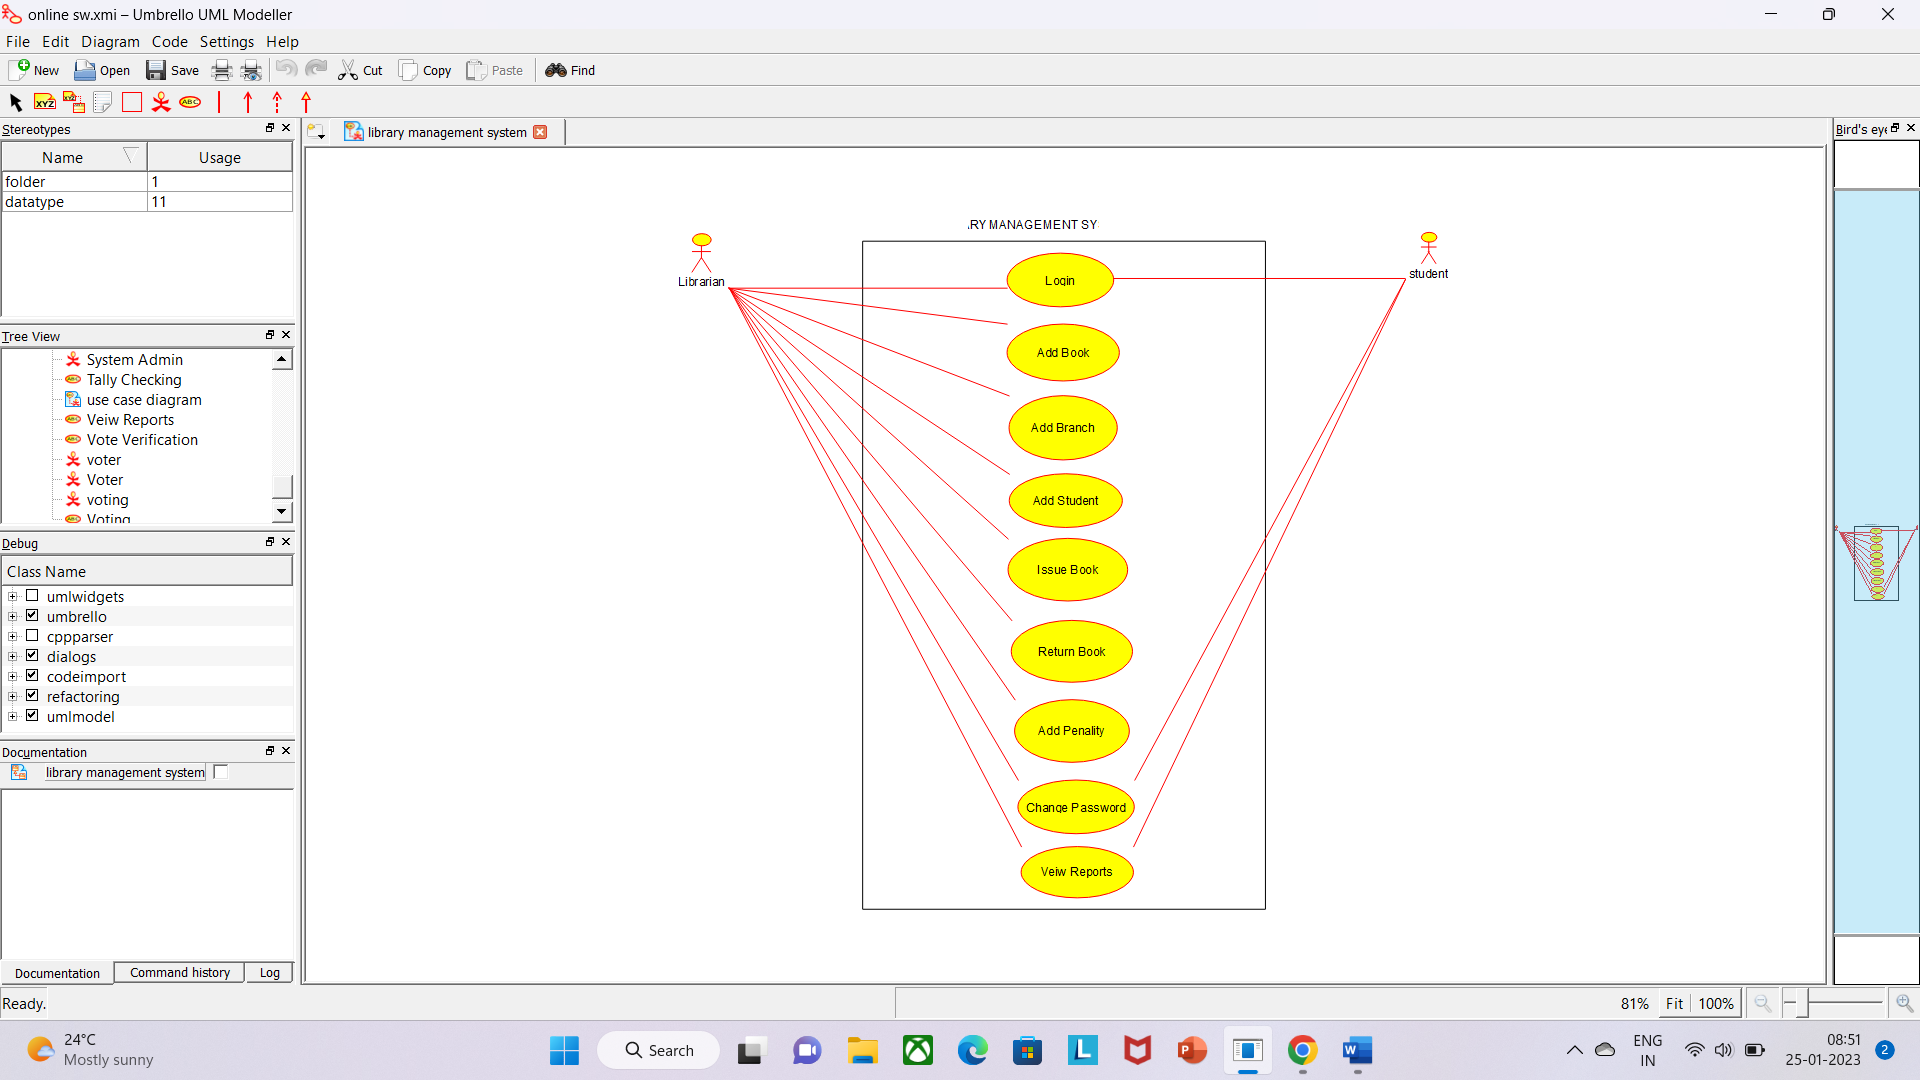 online sw.xmi – Umbrello UML Modeller
File Edit Diagram Code Settings Help
New Open Save Cut Copy Paste Find
XYZ XYZ ABC
Stereotypes
Name Usage
folder 1
datatype 11
Tree View
System Admin
Tally Checking
use case diagram
Veiw Reports
Vote Verification
voter
Voter
voting
Voting
Debug
Class Name
umlwidgets
umbrello
cppparser
dialogs
codeimport
refactoring
umlmodel
Documentation
library management system
Documentation Command history Log
Ready.
library management system
RY MANAGEMENT SY
Librarian
student
Login
Add Book
Add Branch
Add Student
Issue Book
Return Book
Add Penality
Change Password
Veiw Reports
Bird's eye
81% Fit 100%
24°C
Mostly sunny
Search
ENG
IN
08:51
25-01-2023
2